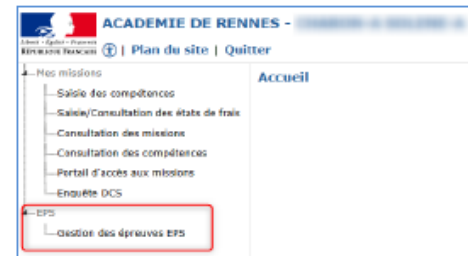 ACADEMIE DE RENNES -
Liberté • Égalité • Fraternité
RÉPUBLIQUE FRANÇAISE | Plan du site | Quitter
Mes missions
Accueil
Saisie des compétences
Saisie/Consultation des états de frais
Consultation des missions
Consultation des compétences
Portail d'accès aux missions
Enquête DCS
EPS
Gestion des épreuves EPS